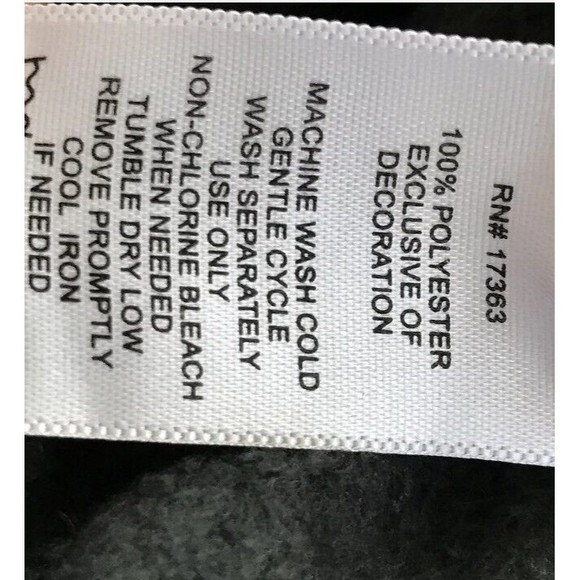 RN# 17363
100% POLYESTER
EXCLUSIVE OF
DECORATION
MACHINE WASH COLD
GENTLE CYCLE
WASH SEPARATELY
USE ONLY
NON-CHLORINE BLEACH
WHEN NEEDED
TUMBLE DRY LOW
REMOVE PROMPTLY
COOL IRON
IF NEEDED